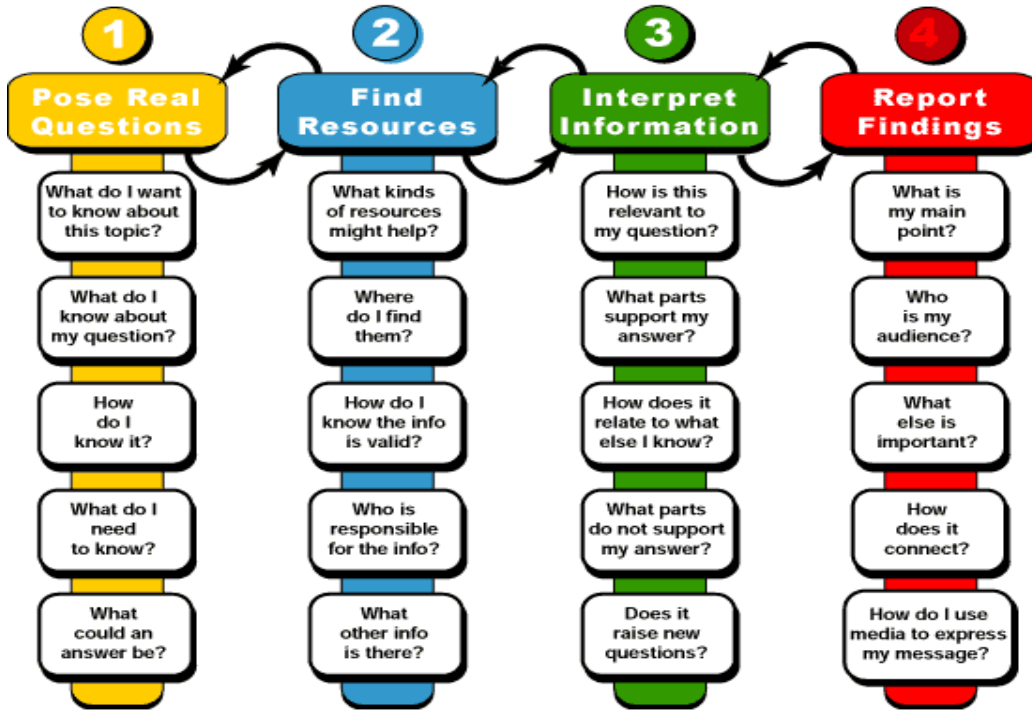 1
Pose Real
Questions
What do I want
to know about
this topic?
What do I
know about
my question?
How
do I
know it?
What do I
need
to know?
What
could an
answer be?
2
Find
Resources
What kinds
of resources
might help?
Where
do I find
them?
How do I
know the info
is valid?
Who is
responsible
for the info?
What
other info
is there?
3
Interpret
Information
How is this
relevant to
my question?
What parts
support my
answer?
How does it
relate to what
else I know?
What parts
do not support
my answer?
Does it
raise new
questions?
4
Report
Findings
What is
my main
point?
Who
is my
audience?
What
else is
important?
How
does it
connect?
How do I use
media to express
my message?